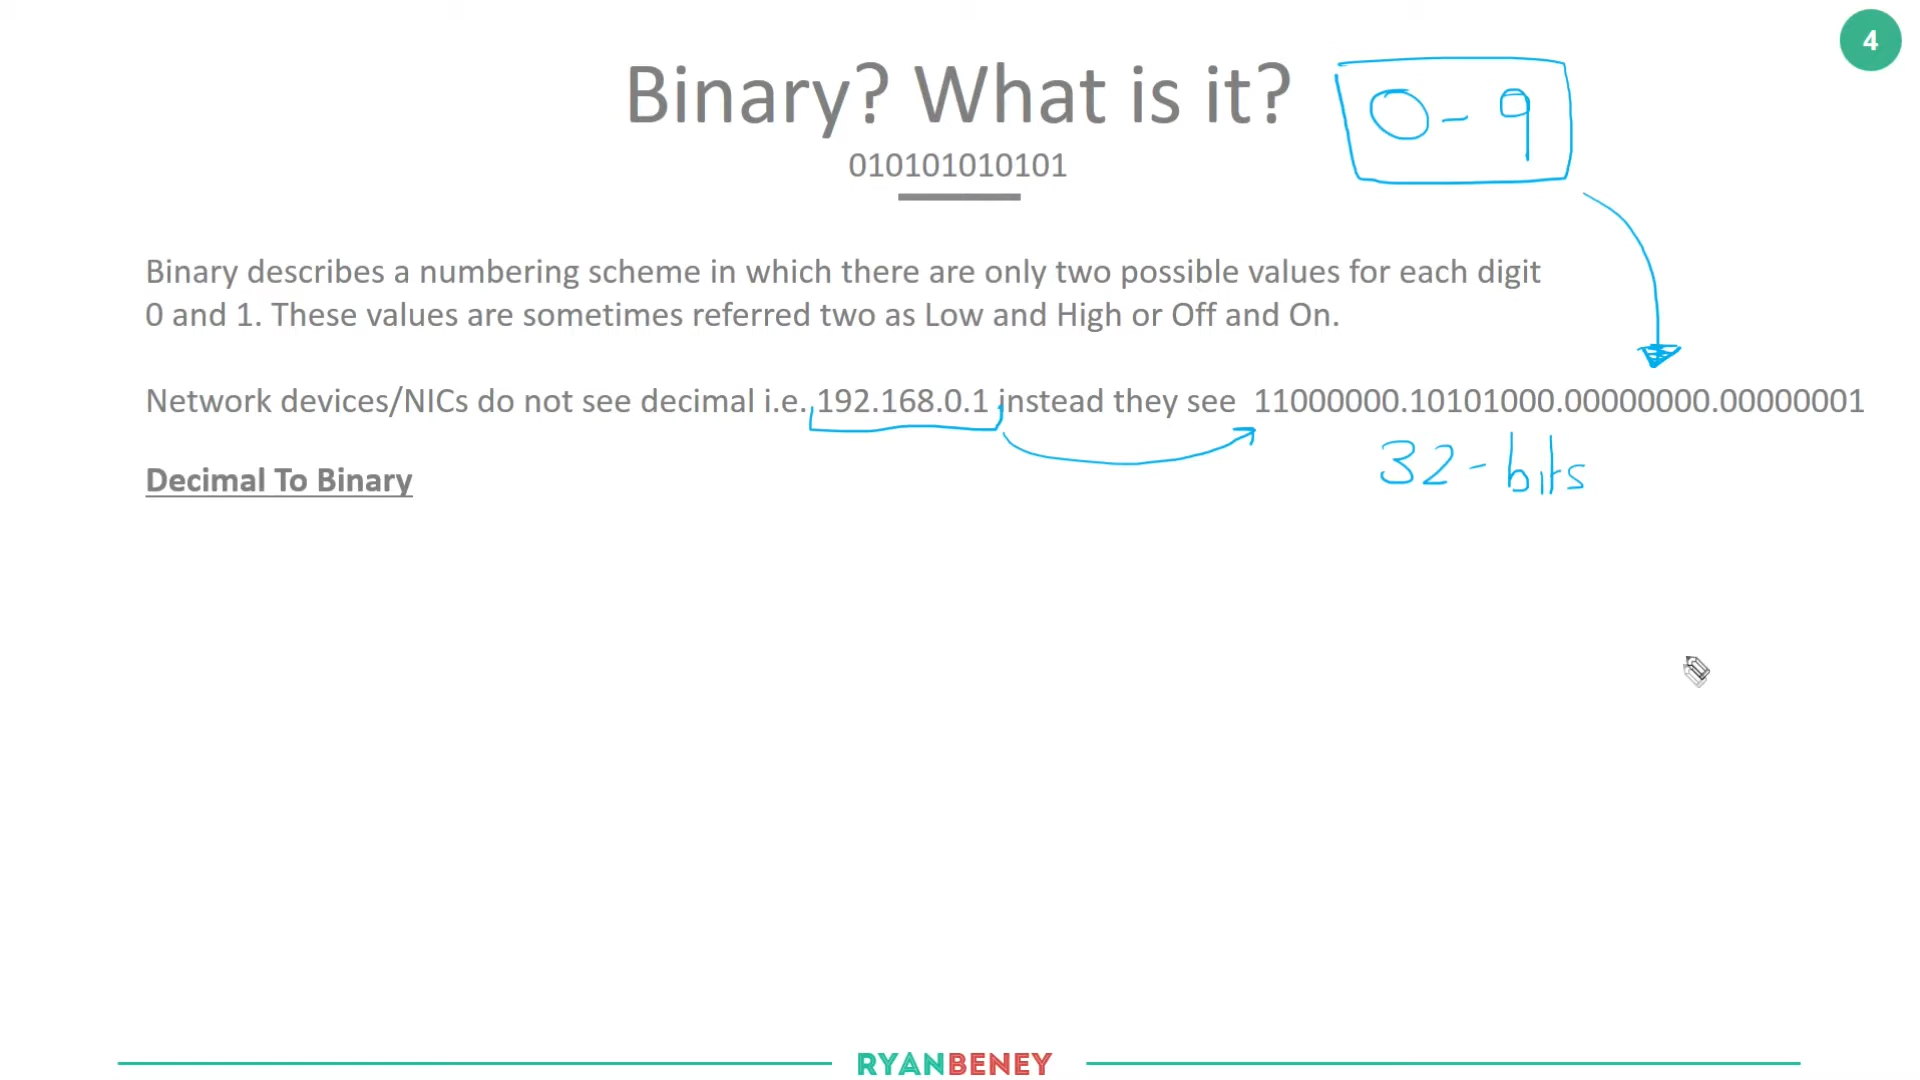 4
Binary? What is it?
0 - 9
010101010101
Binary describes a numbering scheme in which there are only two possible values for each digit
0 and 1. These values are sometimes referred two as Low and High or Off and On.
Network devices/NICs do not see decimal i.e. 192.168.0.1 instead they see 11000000.10101000.00000000.00000001
32-bits
Decimal To Binary
RYANBENEY